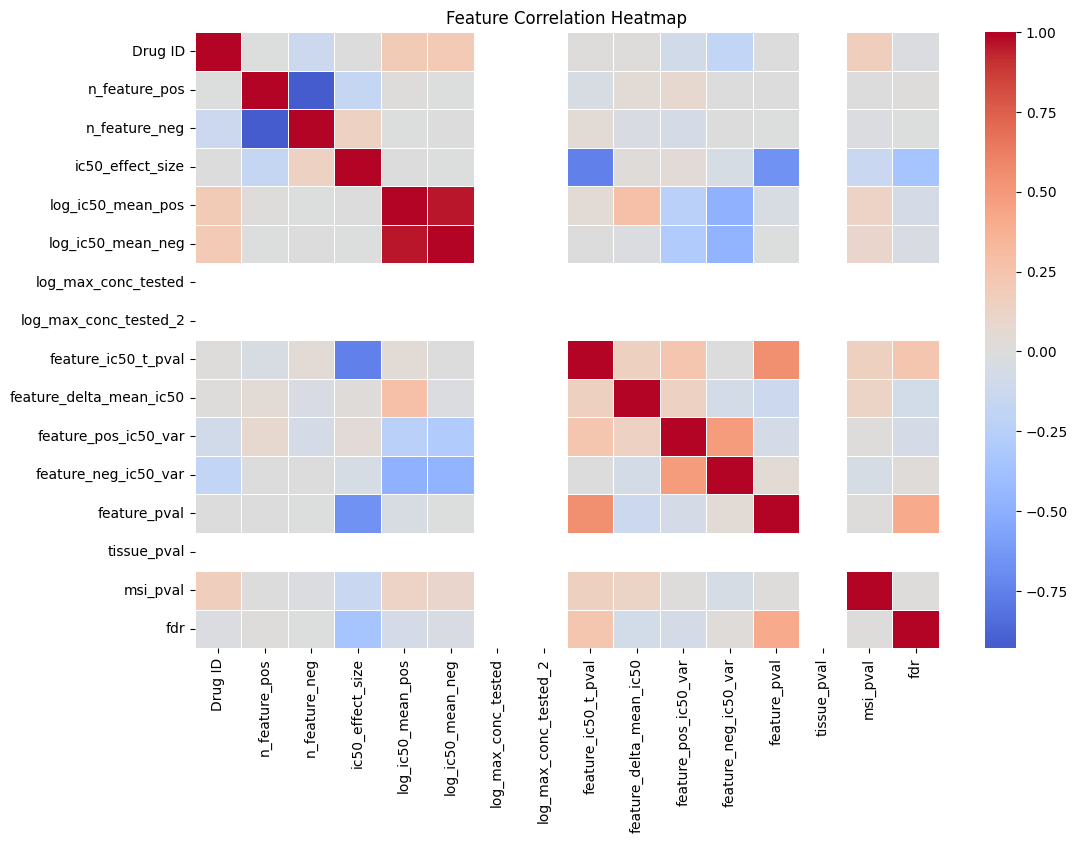 Feature Correlation Heatmap
Drug ID
n_feature_pos
n_feature_neg
ic50_effect_size
log_ic50_mean_pos
log_ic50_mean_neg
log_max_conc_tested
log_max_conc_tested_2
feature_ic50_t_pval
feature_delta_mean_ic50
feature_pos_ic50_var
feature_neg_ic50_var
feature_pval
tissue_pval
msi_pval
fdr
Drug ID
n_feature_pos
n_feature_neg
ic50_effect_size
log_ic50_mean_pos
log_ic50_mean_neg
log_max_conc_tested
log_max_conc_tested_2
feature_ic50_t_pval
feature_delta_mean_ic50
feature_pos_ic50_var
feature_neg_ic50_var
feature_pval
tissue_pval
msi_pval
fdr
1.00
0.75
0.50
0.25
0.00
−0.25
−0.50
−0.75